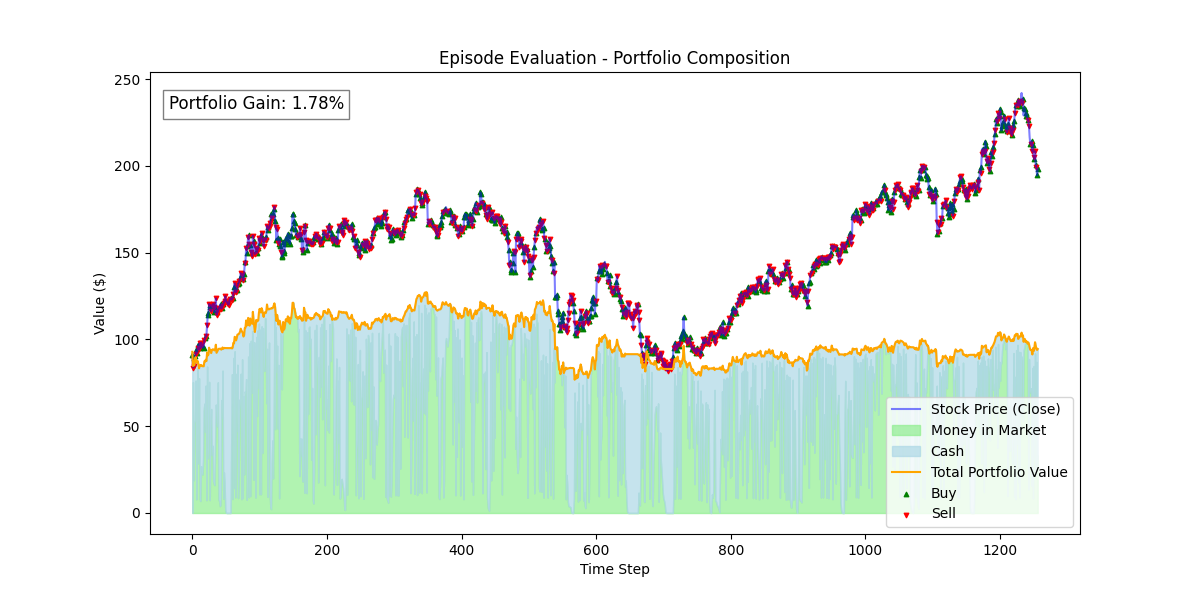 Episode Evaluation - Portfolio Composition
Portfolio Gain: 1.78%
Value ($)
250
200
150
100
50
0
0 200 400 600 800 1000 1200
Time Step
Stock Price (Close)
Money in Market
Cash
Total Portfolio Value
Buy
Sell